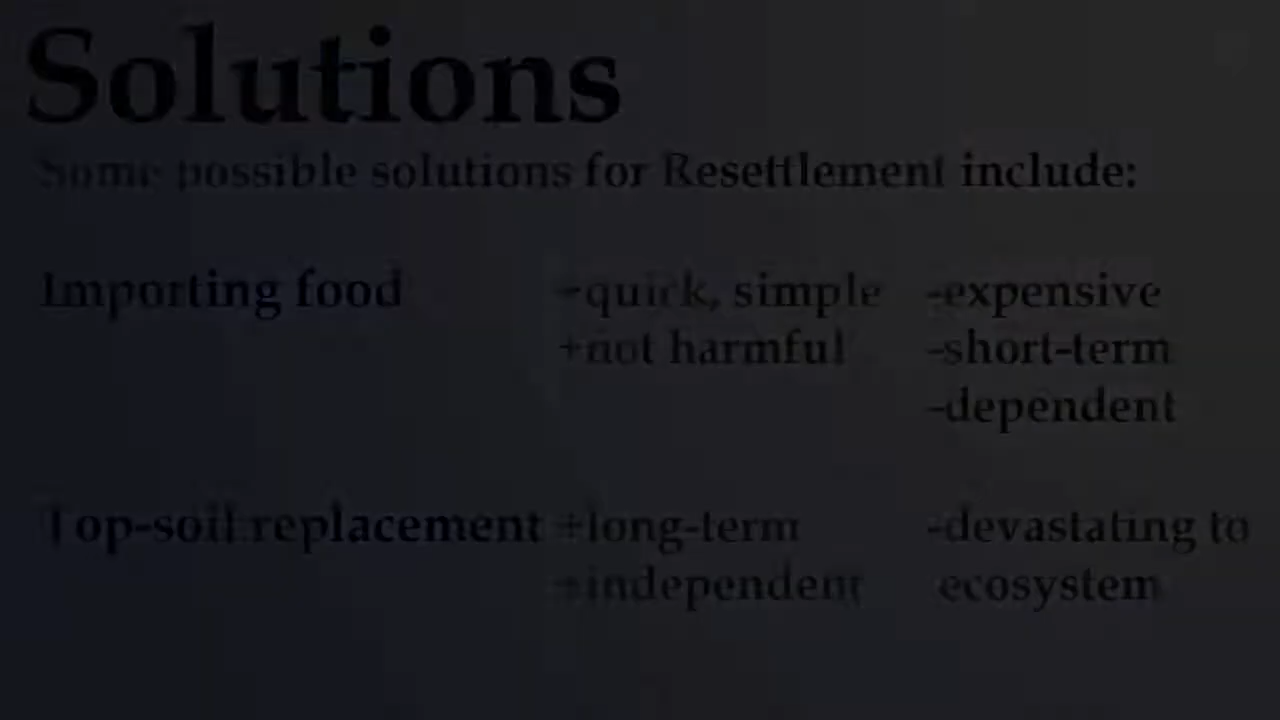 Solutions
Some possible solutions for Resettlement include:
Importing food +quick, simple -expensive
+not harmful -short-term
-dependent
Top-soil replacement +long-term -devastating to
+independent ecosystem